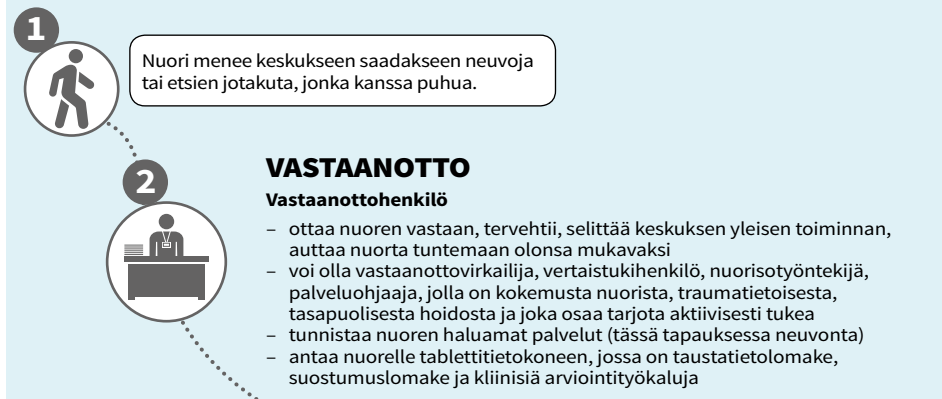 1
Nuori menee keskukseen saadakseen neuvoja
tai etsien jotakuta, jonka kanssa puhua.
2
VASTAANOTTO
Vastaanottohenkilö
– ottaa nuoren vastaan, tervehtii, selittää keskuksen yleisen toiminnan,
auttaa nuorta tuntemaan olonsa mukavaksi
– voi olla vastaanottovirkailija, vertaistukihenkilö, nuorisotyöntekijä,
palveluohjaaja, jolla on kokemusta nuorista, traumatietoisesta,
tasapuolisesta hoidosta ja joka osaa tarjota aktiivisesti tukea
– tunnistaa nuoren haluamat palvelut (tässä tapauksessa neuvonta)
– antaa nuorelle tablettitietokoneen, jossa on taustatietolomake,
suostumuslomake ja kliinisiä arviointityökaluja